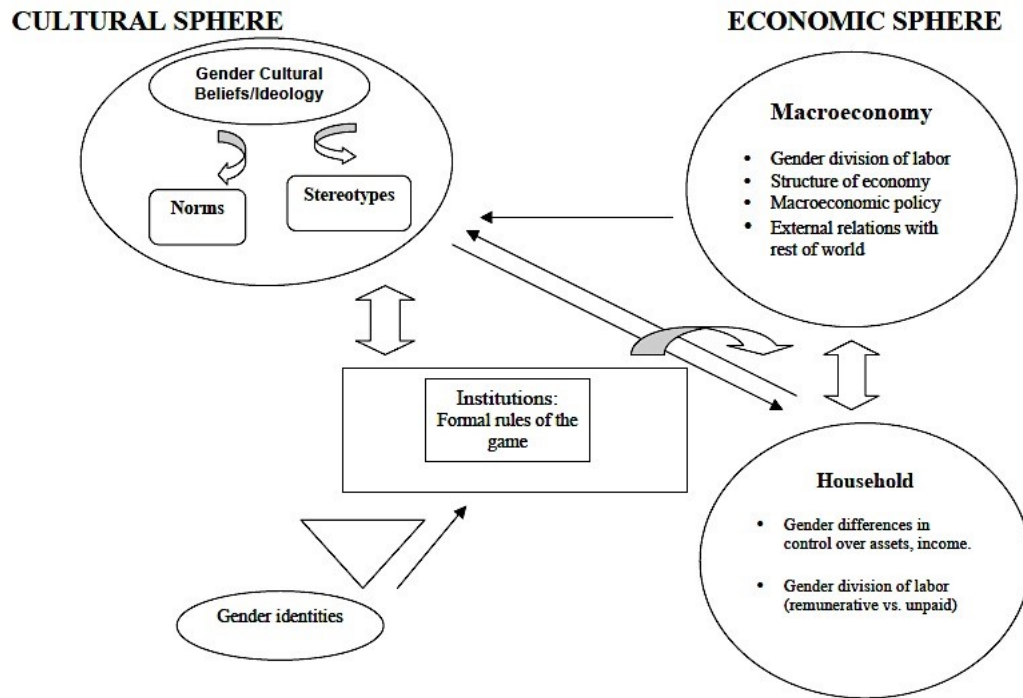 CULTURAL SPHERE
Gender Cultural
Beliefs/Ideology
Norms
Stereotypes
ECONOMIC SPHERE
Macroeconomy
• Gender division of labor
• Structure of economy
• Macroeconomic policy
• External relations with
rest of world
Institutions:
Formal rules of the
game
Household
• Gender differences in
control over assets, income.
• Gender division of labor
(remunerative vs. unpaid)
Gender identities